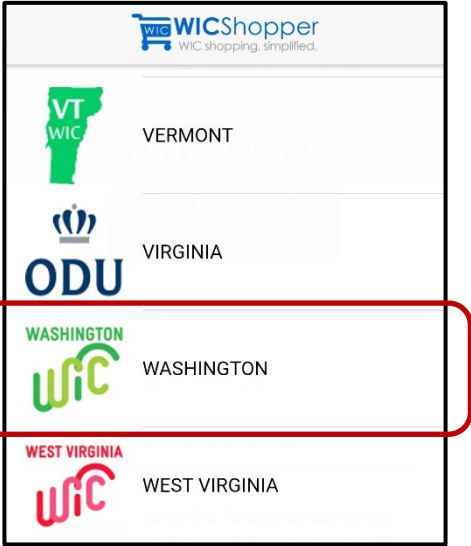 WIC WICShopper
WIC shopping, simplified.
VT
WIC
VERMONT
ODU
VIRGINIA
WASHINGTON
WiC
WASHINGTON
WEST VIRGINIA
WiC
WEST VIRGINIA